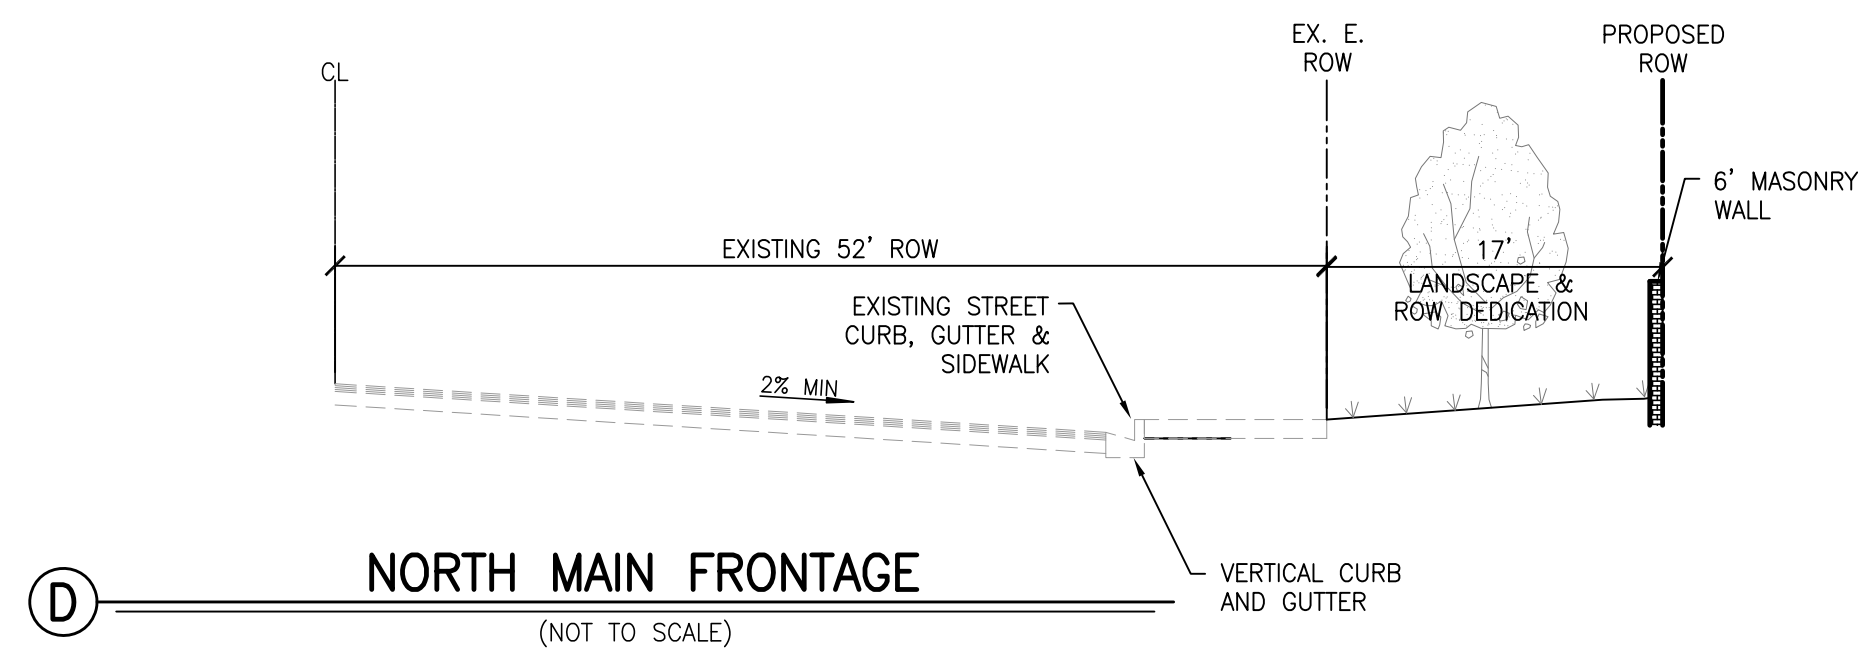 CL
EX. E.
ROW
PROPOSED
ROW
6' MASONRY
WALL
EXISTING 52' ROW
17'
LANDSCAPE &
ROW DEDICATION
EXISTING STREET
CURB, GUTTER &
SIDEWALK
2% MIN
VERTICAL CURB
AND GUTTER
D
NORTH MAIN FRONTAGE
(NOT TO SCALE)